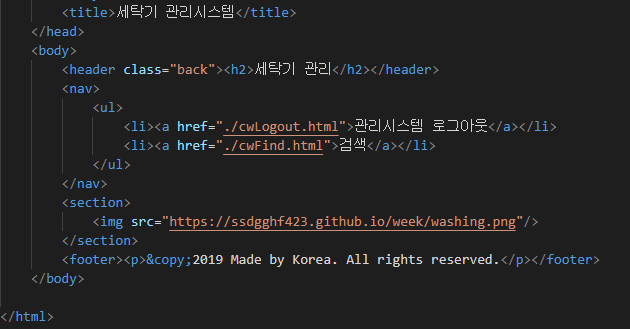 <title>세탁기 관리시스템</title>
</head>
<body>
<header class="back"><h2>세탁기 관리</h2></header>
<nav>
<ul>
<li><a href="./cwLogout.html">관리시스템 로그아웃</a></li>
<li><a href="./cwFind.html">검색</a></li>
</ul>
</nav>
<section>
<img src="https://ssdgghf423.github.io/week/washing.png"/>
</section>
<footer><p>&copy;2019 Made by Korea. All rights reserved.</p></footer>
</body>
</html>